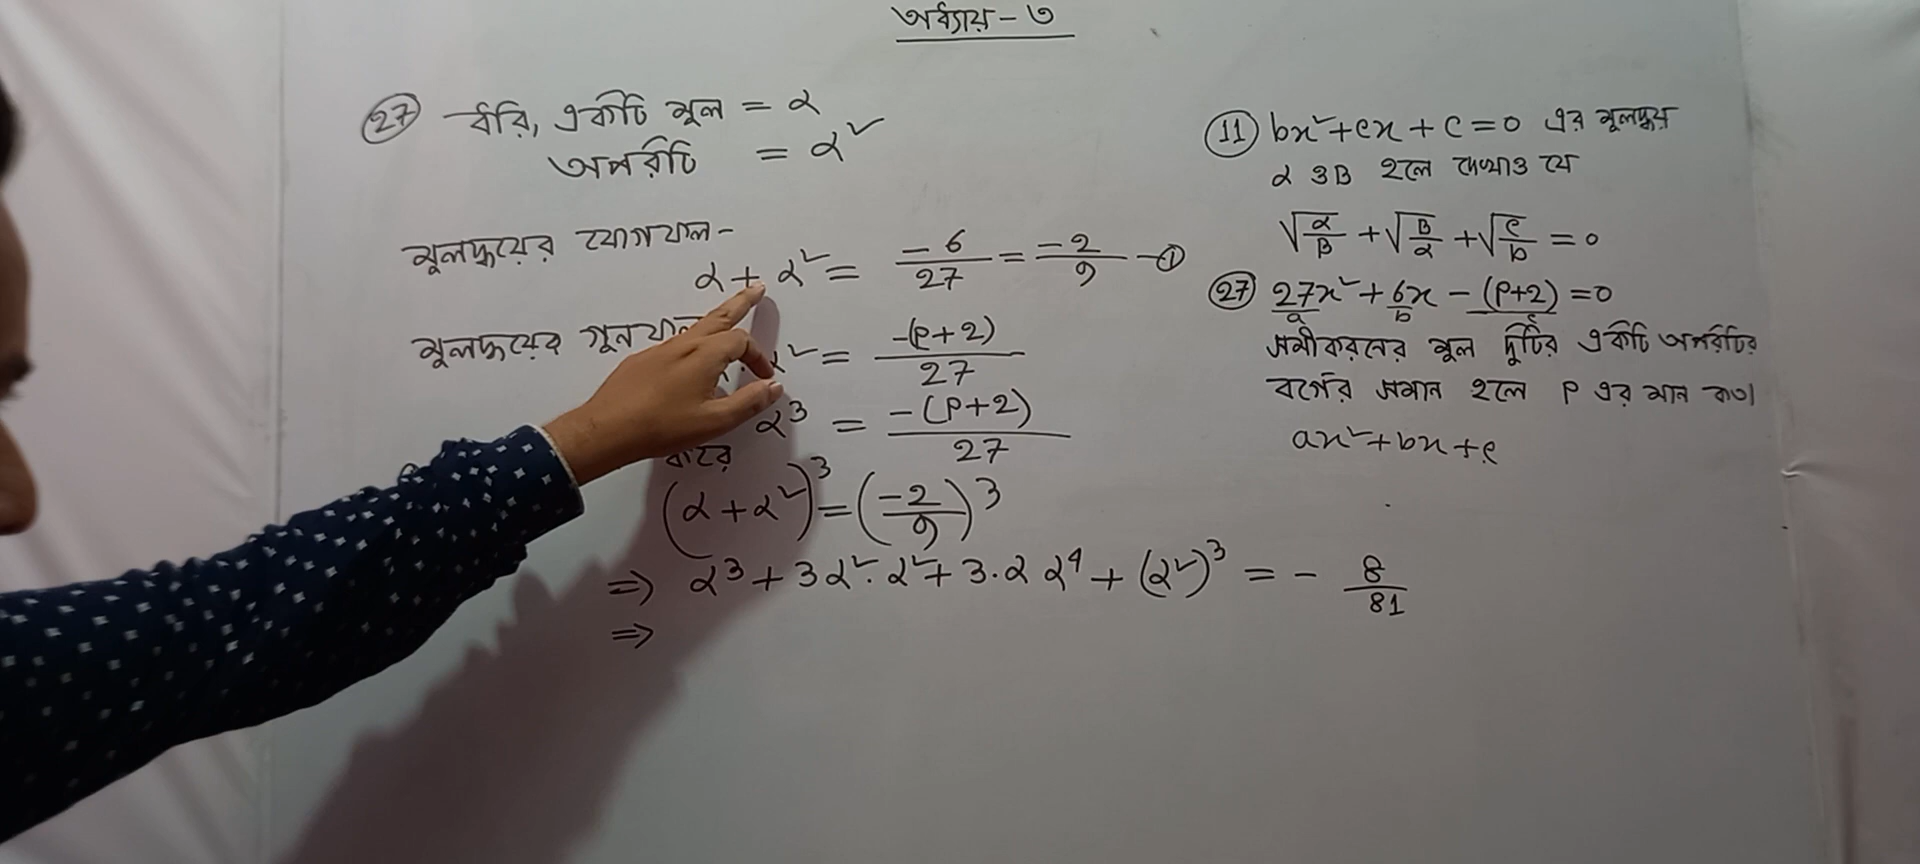 অধ্যায় - ৩
(27) ধরি, একটি মূল = α
অপরটি = α²
মূলদ্বয়ের যোগফল -
α + α² = -6/27 = -2/9 — ①
মূলদ্বয়ের গুনফল
α² = -(P+2)/27
α³ = -(P+2)/27
(α + α²)³ = (-2/9)³
⇒ α³ + 3α². α² + 3. α α⁴ + (α²)³ = - 8/81
⇒
(11) bx² + cx + c = 0 এর মূলদ্বয়
α ও β হলে দেখাও যে
√α/β + √β/α + √c/b = 0
(27) 27x² + 6x - (P+2) = 0
a b c
সমীকরনের মূল দুটির একটি অপরটির
বর্গের সমান হলে P এর মান কত।
ax² + bx + c